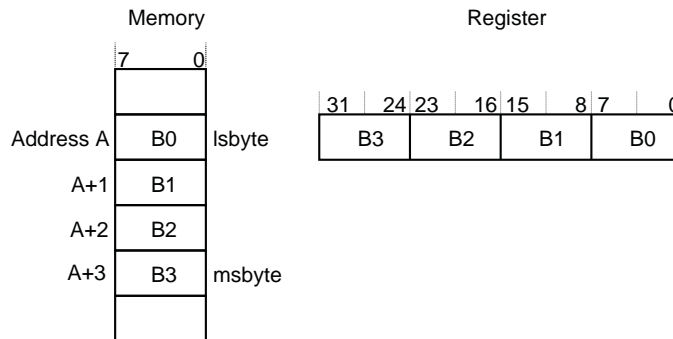 Memory
Register
7 0
31 24 23 16 15 8 7 0
Address A B0 lsbyte
B3 B2 B1 B0
A+1 B1
A+2 B2
A+3 B3 msbyte